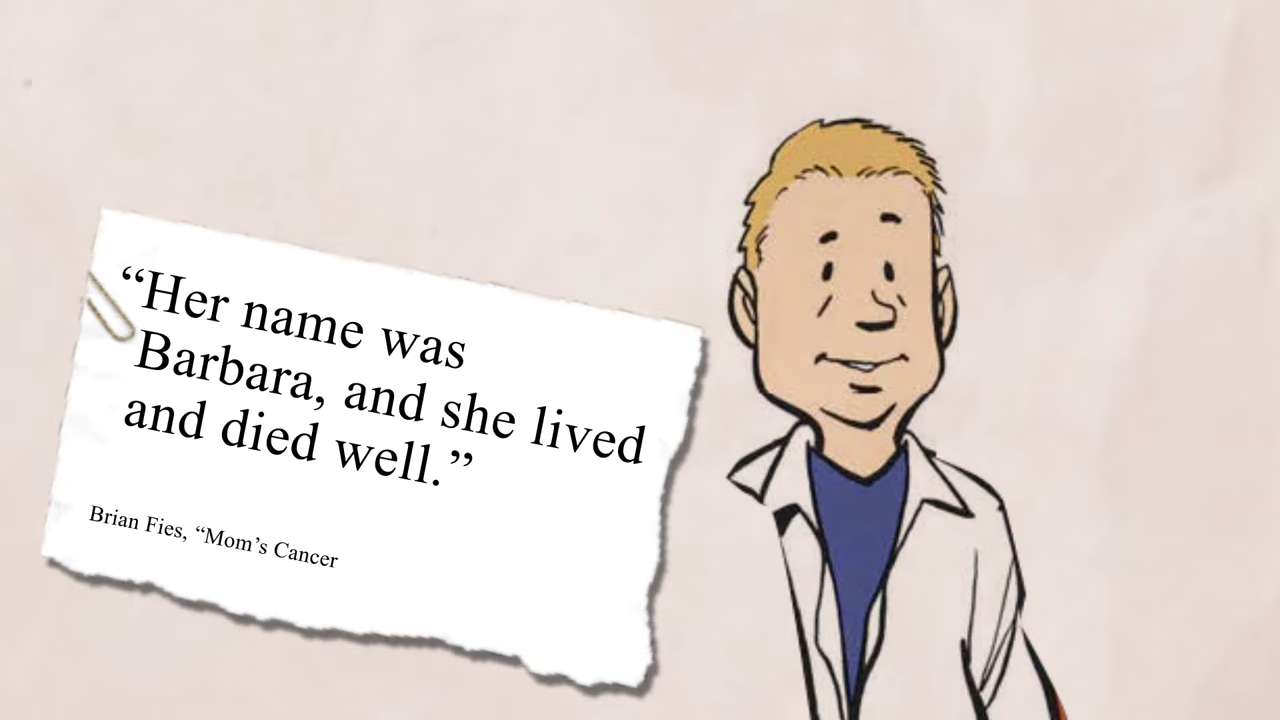 “Her name was
Barbara, and she lived
and died well.”
Brian Fies, “Mom’s Cancer